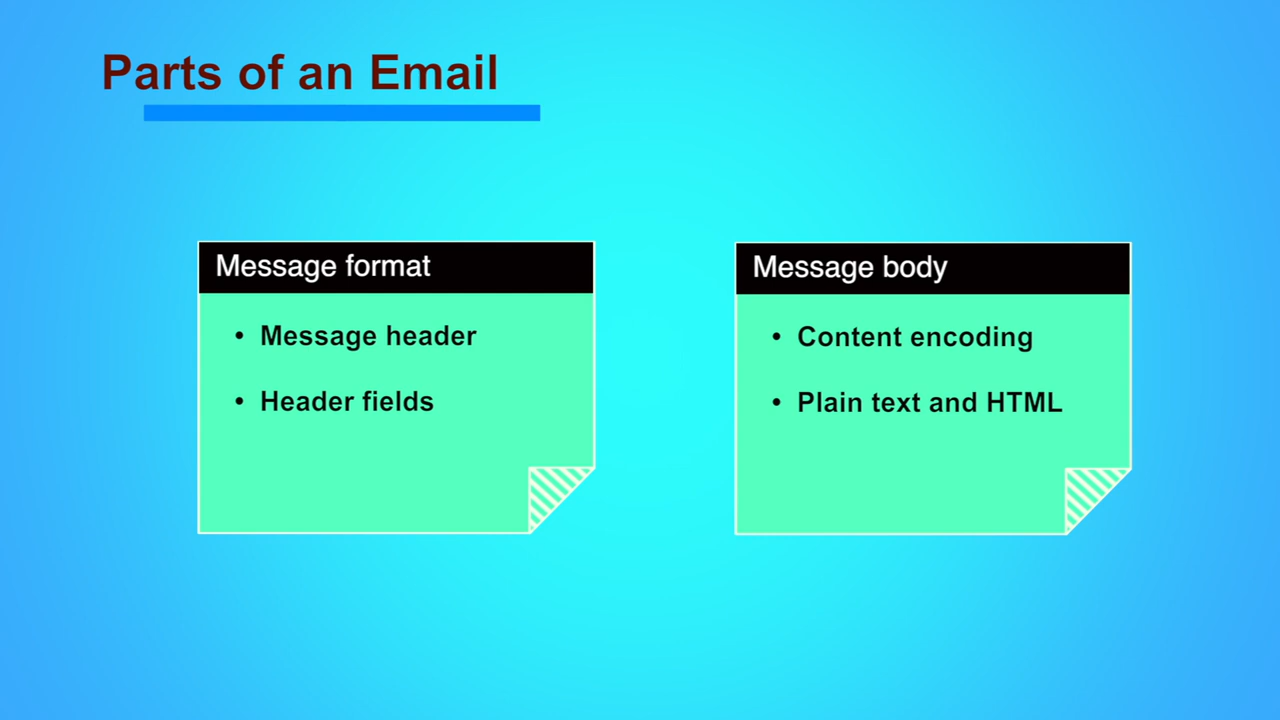 Parts of an Email
Message format
• Message header
• Header fields
Message body
• Content encoding
• Plain text and HTML